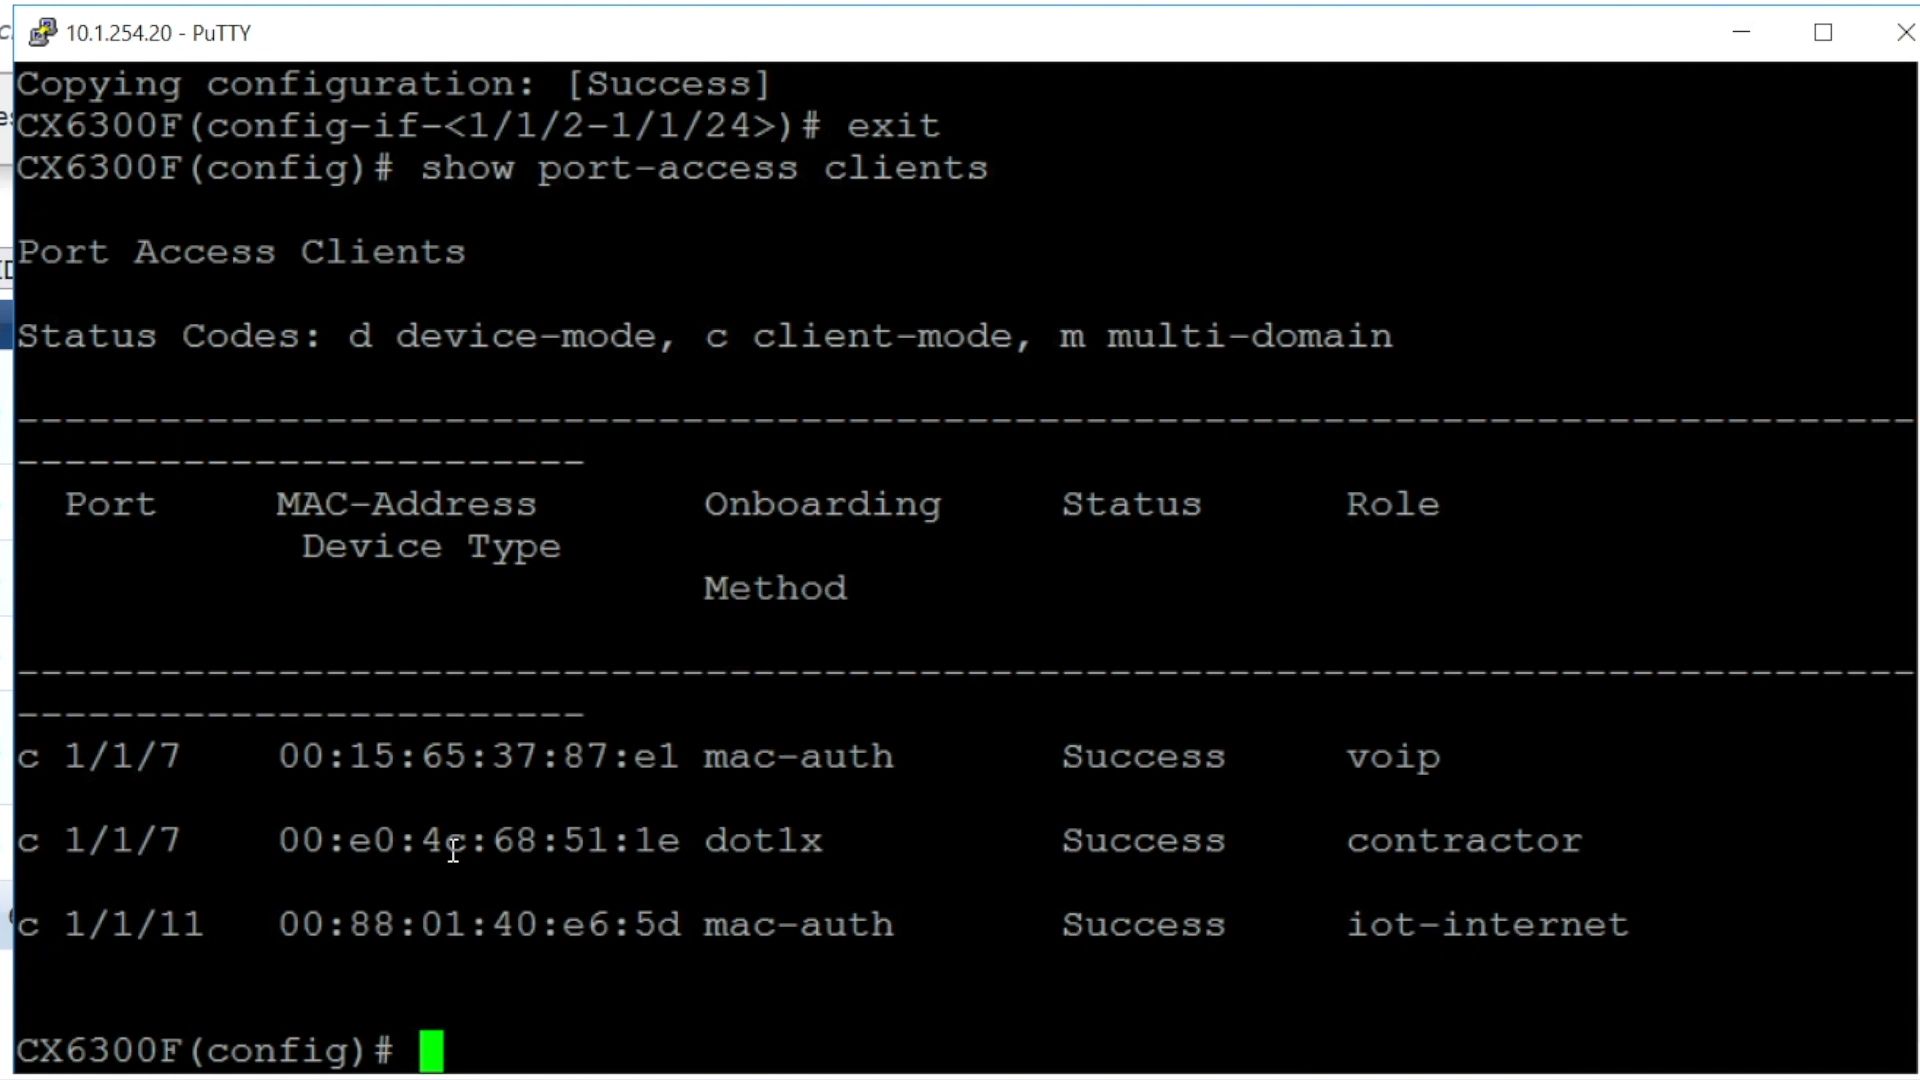 10.1.254.20 - PuTTY
Copying configuration: [Success]
CX6300F(config-if-<1/1/2-1/1/24>)# exit
CX6300F(config)# show port-access clients
Port Access Clients
Status Codes: d device-mode, c client-mode, m multi-domain
--------------------------------------------------------------------------------
------------------------
Port MAC-Address Onboarding Status Role
Device Type
Method
--------------------------------------------------------------------------------
------------------------
c 1/1/7 00:15:65:37:87:e1 mac-auth Success voip
c 1/1/7 00:e0:4c:68:51:1e dot1x Success contractor
c 1/1/11 00:88:01:40:e6:5d mac-auth Success iot-internet
CX6300F(config)#